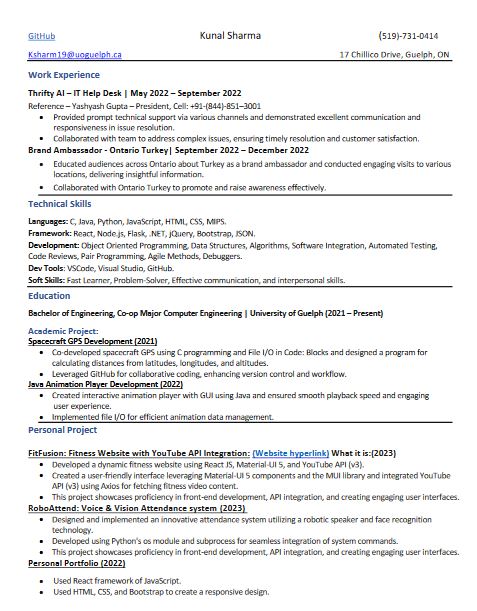 GitHub Kunal Sharma (519)-731-0414
Ksharm19@uoguelph.ca 17 Chillico Drive, Guelph, ON
Work Experience
Thrifty AI – IT Help Desk | May 2022 – September 2022
Reference – Yashyash Gupta – President, Cell: +91-(844)-851–3001
• Provided prompt technical support via various channels and demonstrated excellent communication and
responsiveness in issue resolution.
• Collaborated with team to address complex issues, ensuring timely resolution and customer satisfaction.
Brand Ambassador - Ontario Turkey| September 2022 – December 2022
• Educated audiences across Ontario about Turkey as a brand ambassador and conducted engaging visits to various
locations, delivering insightful information.
• Collaborated with Ontario Turkey to promote and raise awareness effectively.
Technical Skills
Languages: C, Java, Python, JavaScript, HTML, CSS, MIPS.
Framework: React, Node.js, Flask, .NET, jQuery, Bootstrap, JSON.
Development: Object Oriented Programming, Data Structures, Algorithms, Software Integration, Automated Testing,
Code Reviews, Pair Programming, Agile Methods, Debuggers.
Dev Tools: VSCode, Visual Studio, GitHub.
Soft Skills: Fast Learner, Problem-Solver, Effective communication, and interpersonal skills.
Education
Bachelor of Engineering, Co-op Major Computer Engineering | University of Guelph (2021 – Present)
Academic Project:
Spacecraft GPS Development (2021)
• Co-developed spacecraft GPS using C programming and File I/O in Code: Blocks and designed a program for
calculating distances from latitudes, longitudes, and altitudes.
• Leveraged GitHub for collaborative coding, enhancing version control and workflow.
Java Animation Player Development (2022)
• Created interactive animation player with GUI using Java and ensured smooth playback speed and engaging
user experience.
• Implemented file I/O for efficient animation data management.
Personal Project
FitFusion: Fitness Website with YouTube API Integration: (Website hyperlink) What it is:(2023)
• Developed a dynamic fitness website using React JS, Material-UI 5, and YouTube API (v3).
• Created a user-friendly interface leveraging Material-UI 5 components and the MUI library and integrated YouTube
API (v3) using Axios for fetching fitness video content.
• This project showcases proficiency in front-end development, API integration, and creating engaging user interfaces.
RoboAttend: Voice & Vision Attendance system (2023)
• Designed and implemented an innovative attendance system utilizing a robotic speaker and face recognition
technology.
• Developed using Python's os module and subprocess for seamless integration of system commands.
• This project showcases proficiency in front-end development, API integration, and creating engaging user interfaces.
Personal Portfolio (2022)
• Used React framework of JavaScript.
• Used HTML, CSS, and Bootstrap to create a responsive design.